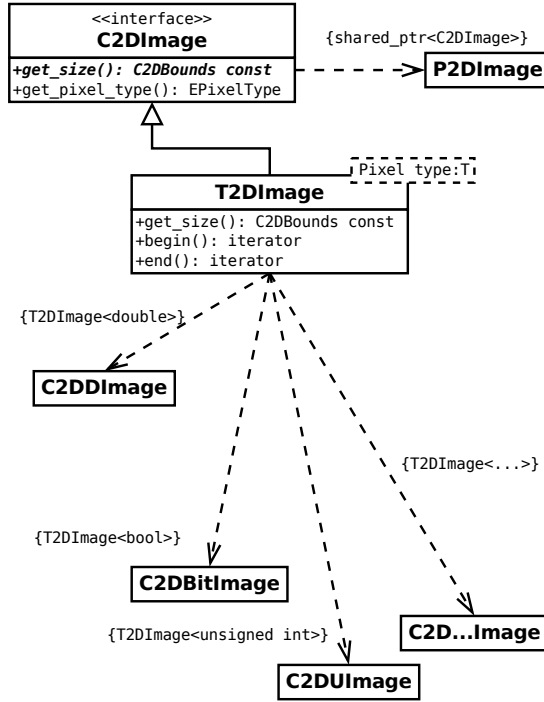 <<interface>>
C2DImage
+get_size(): C2DBounds const
+get_pixel_type(): EPixelType
{shared_ptr<C2DImage>}
P2DImage
Pixel type:T
T2DImage
+get_size(): C2DBounds const
+begin(): iterator
+end(): iterator
{T2DImage<double>}
C2DDImage
{T2DImage<...>}
{T2DImage<bool>}
C2DBitImage
C2D...Image
{T2DImage<unsigned int>}
C2DUImage